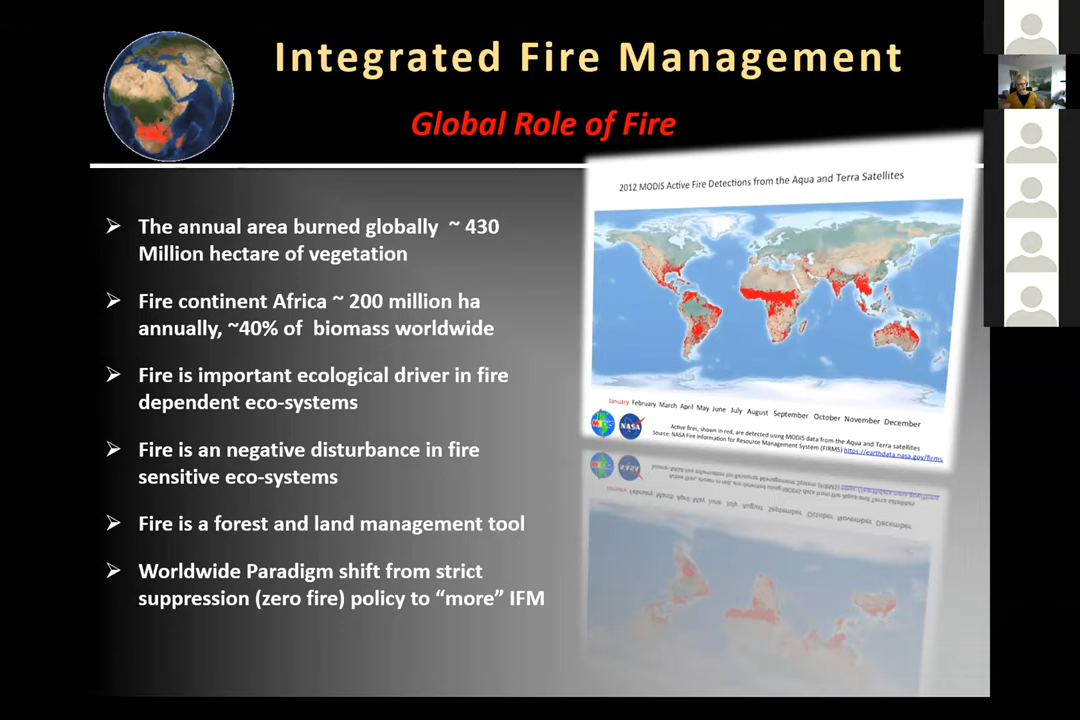 Integrated Fire Management
Global Role of Fire
The annual area burned globally ~ 430
Million hectare of vegetation
Fire continent Africa ~ 200 million ha
annually, ~40% of biomass worldwide
Fire is important ecological driver in fire
dependent eco-systems
Fire is an negative disturbance in fire
sensitive eco-systems
Fire is a forest and land management tool
Worldwide Paradigm shift from strict
suppression (zero fire) policy to “more” IFM
2012 MODIS Active Fire Detections from the Aqua and Terra Satellites
January February March April May June July August September October November December
NASA
Active fires, shown in red, are detected using MODIS data from the Aqua and Terra satellites
Source: NASA Fire Information for Resource Management System (FIRMS) https://earthdata.nasa.gov/firms